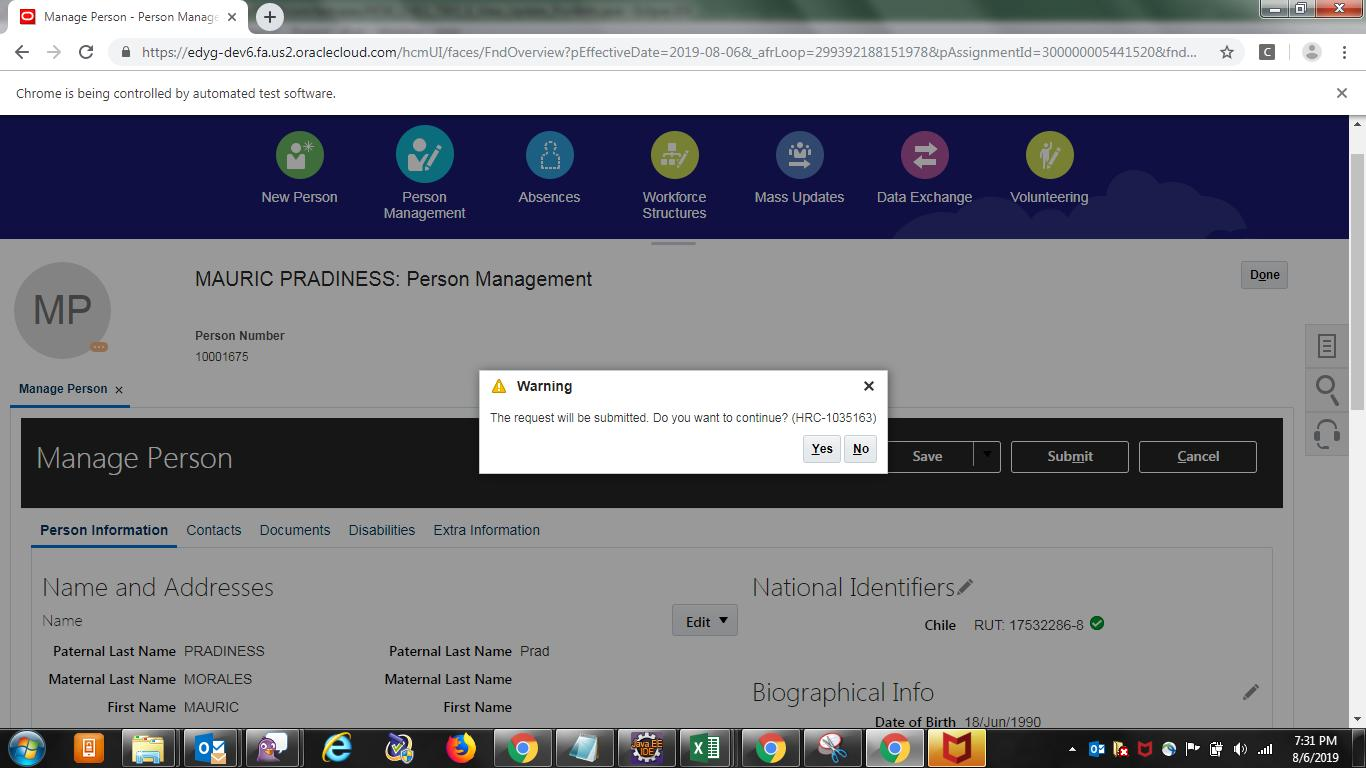 Manage Person - Person Manage
https://edyg-dev6.fa.us2.oraclecloud.com/hcmUI/faces/FndOverview?pEffectiveDate=2019-08-06&_afrLoop=299392188151978&pAssignmentId=300000005441520&fnd...
C
Chrome is being controlled by automated test software.
New Person
Person Management
Absences
Workforce Structures
Mass Updates
Data Exchange
Volunteering
MP
MAURIC PRADINESS: Person Management
Done
Person Number
10001675
Manage Person
Warning
The request will be submitted. Do you want to continue? (HRC-1035163)
Yes No
Manage Person
Save Submit Cancel
Person Information Contacts Documents Disabilities Extra Information
Name and Addresses
National Identifiers
Name
Edit
Chile RUT: 17532286-8
Paternal Last Name PRADINESS Paternal Last Name Prad
Maternal Last Name MORALES Maternal Last Name
Biographical Info
First Name MAURIC First Name
Date of Birth 18/Jun/1990
Java EE
IDE
7:31 PM
8/6/2019